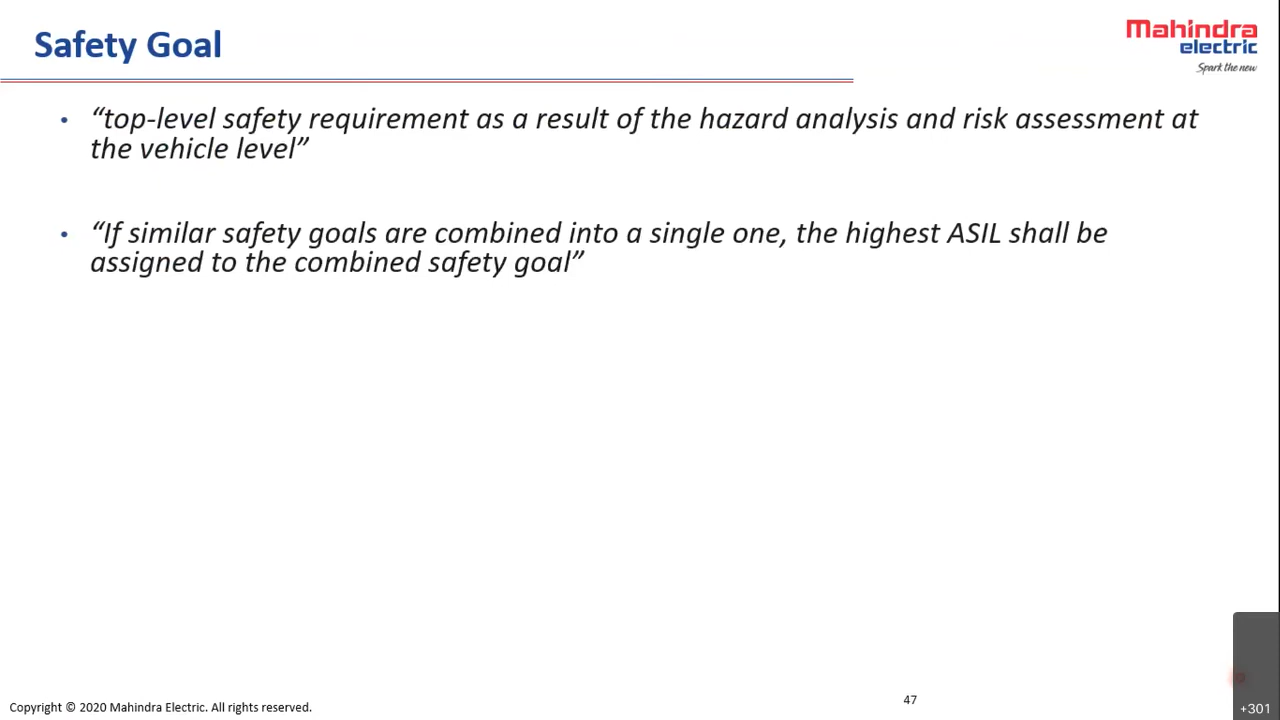 Safety Goal
Mahindra
electric
Spark the new
• “top-level safety requirement as a result of the hazard analysis and risk assessment at
the vehicle level”
• “If similar safety goals are combined into a single one, the highest ASIL shall be
assigned to the combined safety goal”
Copyright © 2020 Mahindra Electric. All rights reserved.
47
+301